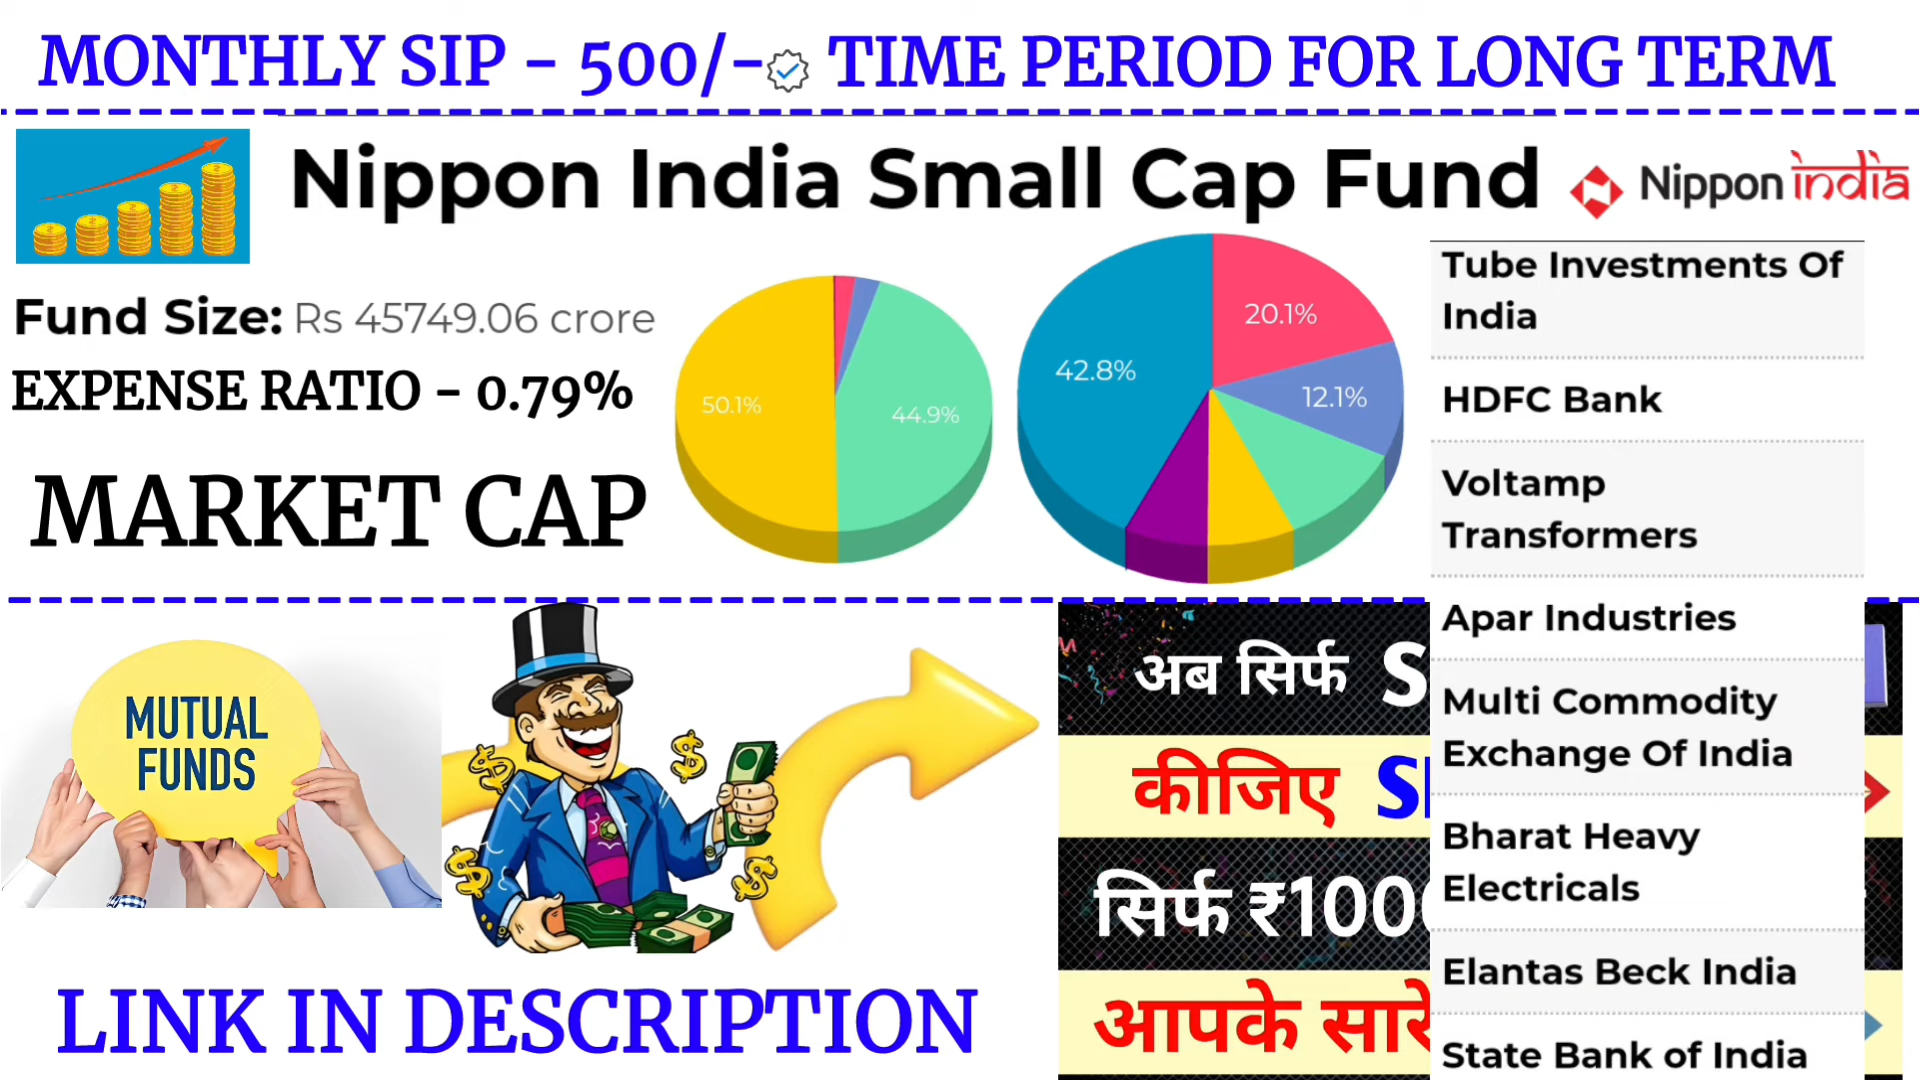 MONTHLY SIP - 500/- TIME PERIOD FOR LONG TERM
Nippon India Small Cap Fund
Nippon india
Fund Size: Rs 45749.06 crore
EXPENSE RATIO - 0.79%
MARKET CAP
50.1%
44.9%
42.8%
20.1%
12.1%
Tube Investments Of
India
HDFC Bank
Voltamp
Transformers
Apar Industries
Multi Commodity
Exchange Of India
Bharat Heavy
Electricals
Elantas Beck India
State Bank of India
MUTUAL
FUNDS
अब सिर्फ S
कीजिए
सिर्फ ₹100
आपके सारे
LINK IN DESCRIPTION